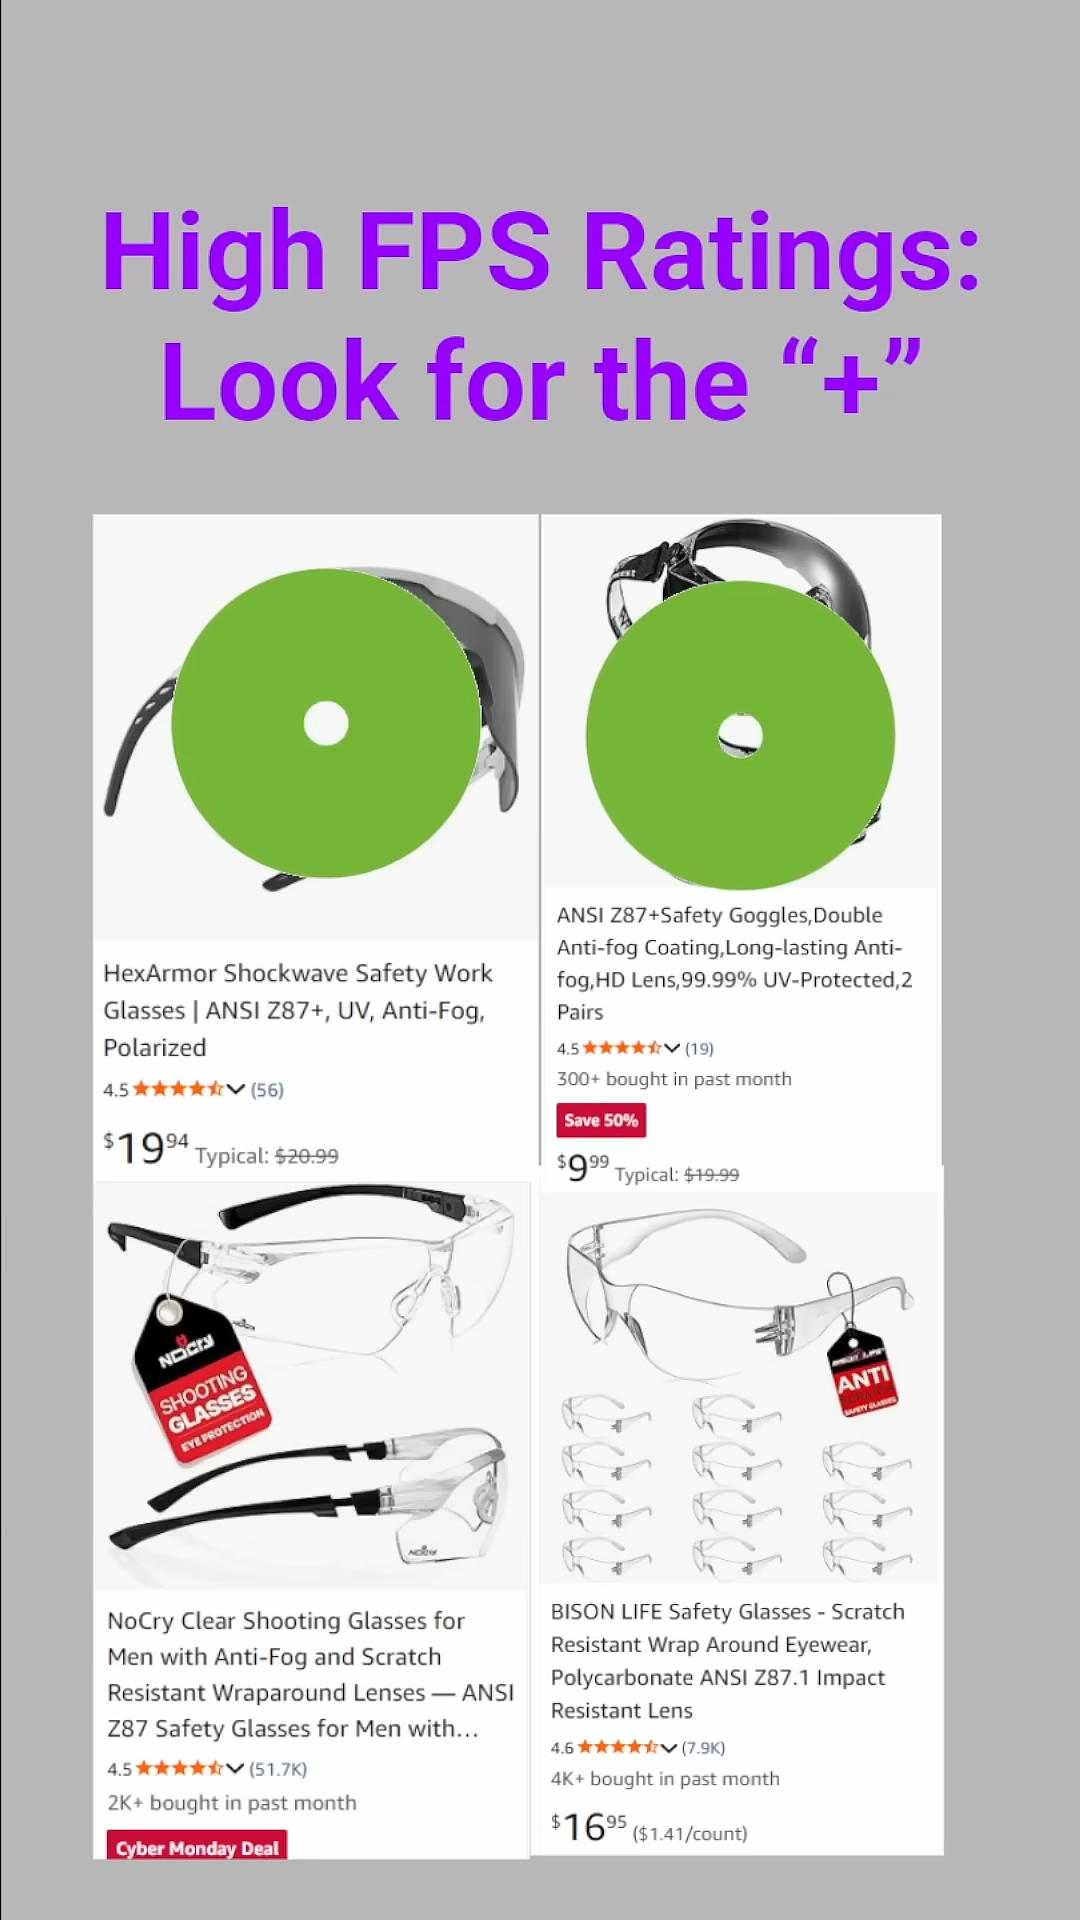 High FPS Ratings:
Look for the “+”
HexArmor Shockwave Safety Work
Glasses | ANSI Z87+, UV, Anti-Fog,
Polarized
4.5 (56)
$19.94 Typical: $20.99
ANSI Z87+Safety Goggles,Double
Anti-fog Coating,Long-lasting Anti-
fog,HD Lens,99.99% UV-Protected,2
Pairs
4.5 (19)
300+ bought in past month
Save 50%
$9.99 Typical: $19.99
NOCRY
SHOOTING
GLASSES
EYE PROTECTION
NOCRY
NoCry Clear Shooting Glasses for
Men with Anti-Fog and Scratch
Resistant Wraparound Lenses — ANSI
Z87 Safety Glasses for Men with…
4.5 (51.7K)
2K+ bought in past month
Cyber Monday Deal
ANTI
SAFETY GLASSES
BISON LIFE Safety Glasses - Scratch
Resistant Wrap Around Eyewear,
Polycarbonate ANSI Z87.1 Impact
Resistant Lens
4.6 (7.9K)
4K+ bought in past month
$16.95 ($1.41/count)